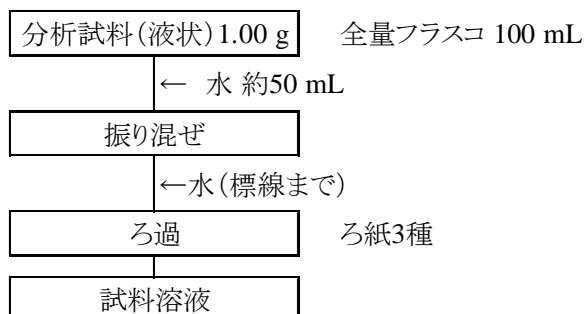 分析試料(液状)1.00 g 全量フラスコ 100 mL
← 水 約50 mL
振り混ぜ
←水(標線まで)
ろ過 ろ紙3種
試料溶液